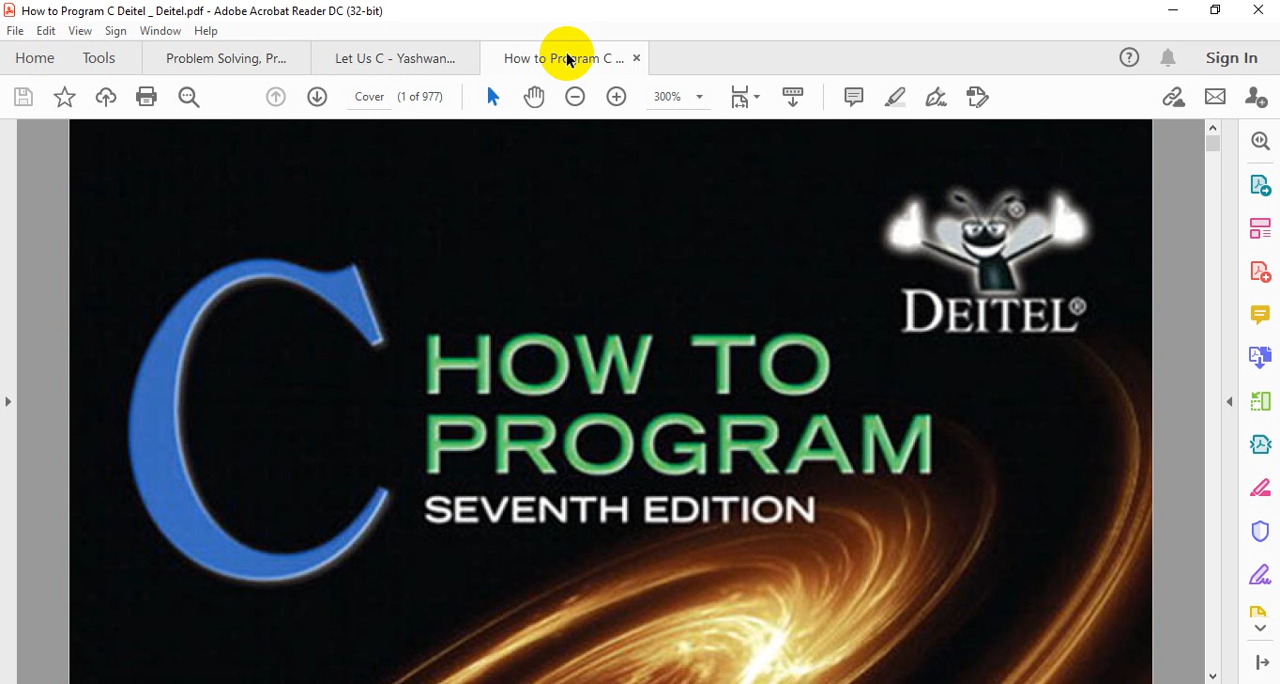 How to Program C Deitel _ Deitel.pdf - Adobe Acrobat Reader DC (32-bit)
File Edit View Sign Window Help
Home Tools Problem Solving, Pr... Let Us C - Yashwan... How to Program C ... Sign In
Cover (1 of 977) 300%
DEITEL®
C HOW TO
PROGRAM
SEVENTH EDITION